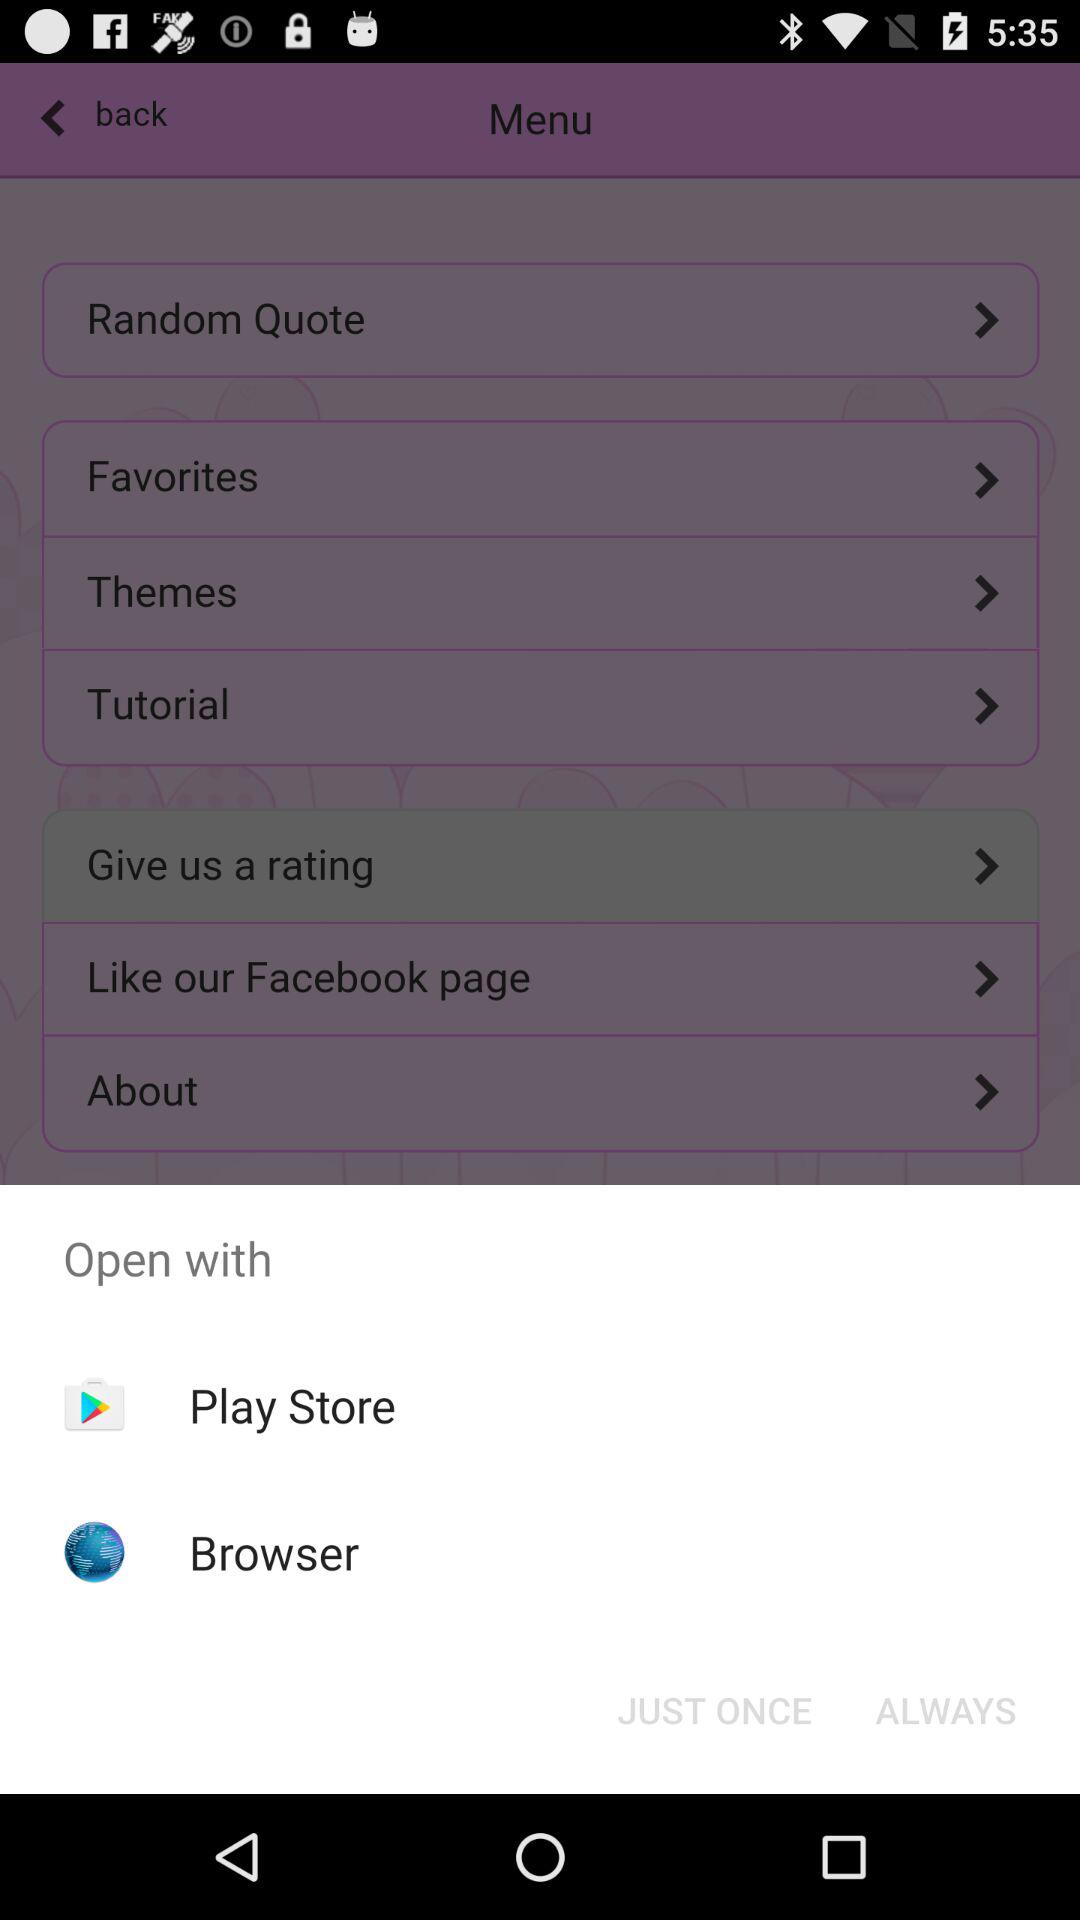 FAKE
5:35
back
Menu
Random Quote
Favorites
Themes
Tutorial
Give us a rating
Like our Facebook page
About
Open with
Play Store
Browser
JUST ONCE ALWAYS